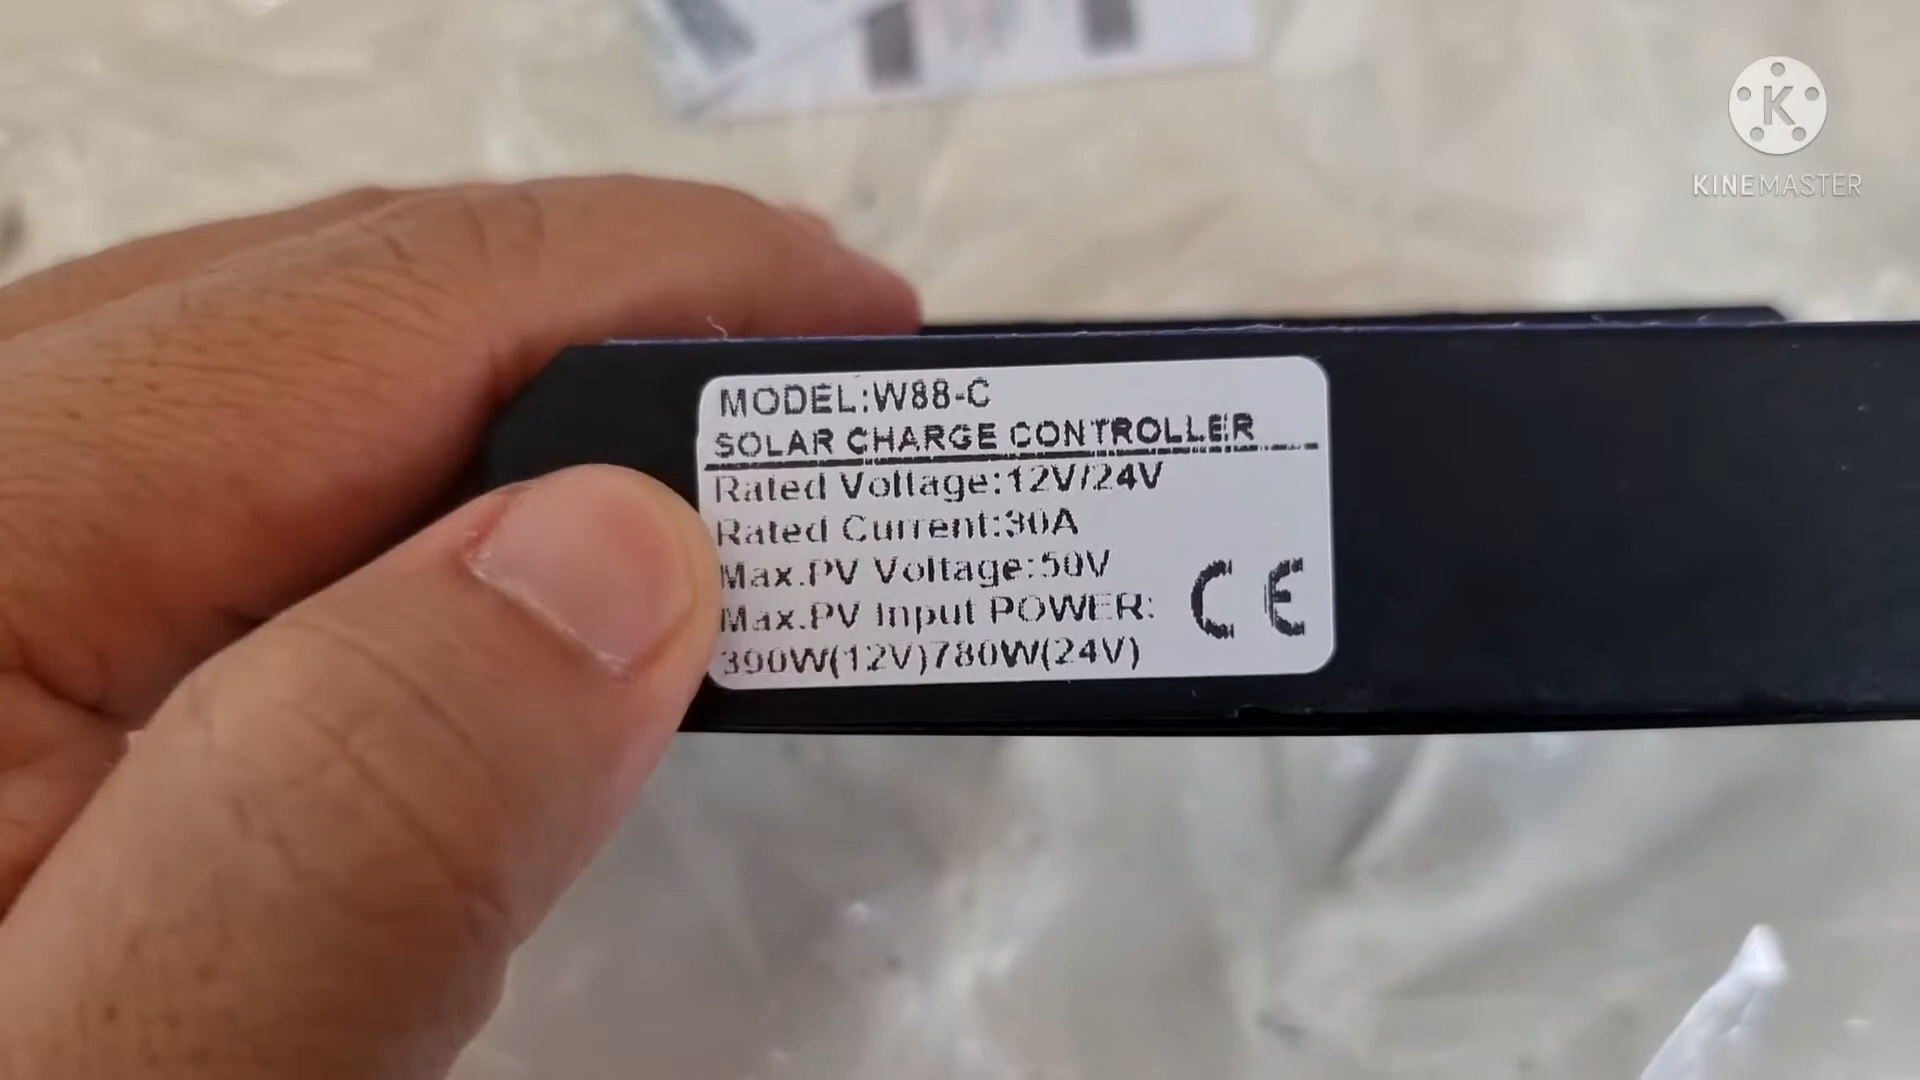 K
KINEMASTER
MODEL:W88-C
SOLAR CHARGE CONTROLLER
Rated Voltage:12V/24V
Rated Current:30A
Max.PV Voltage:50V
Max.PV Input POWER:
390W(12V)780W(24V)
CE